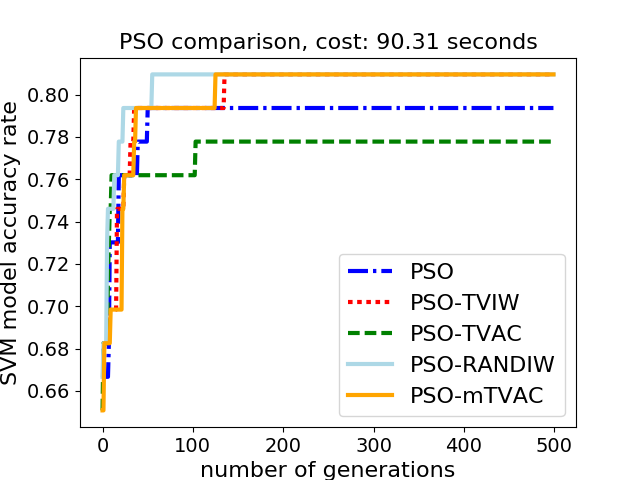 PSO comparison, cost: 90.31 seconds
SVM model accuracy rate
0.80
0.78
0.76
0.74
0.72
0.70
0.68
0.66
PSO
PSO-TVIW
PSO-TVAC
PSO-RANDIW
PSO-mTVAC
0 100 200 300 400 500
number of generations